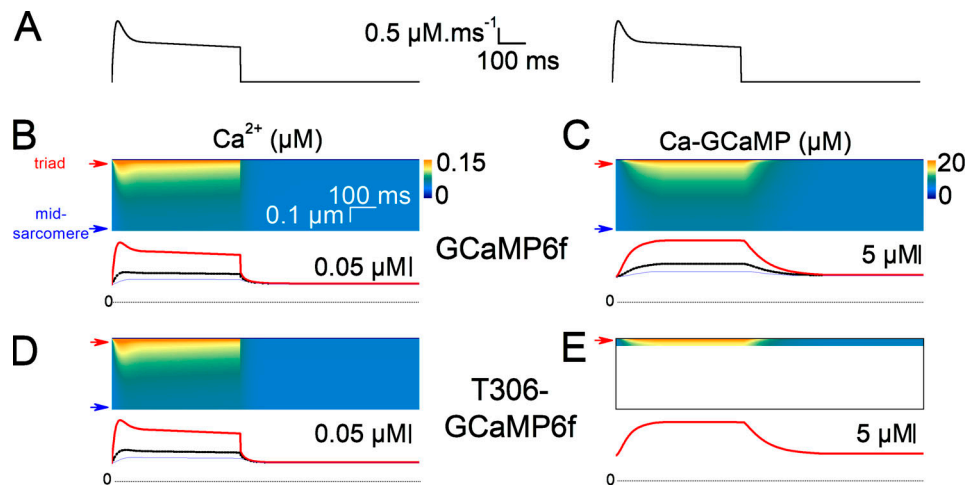 A
0.5 µM.ms⁻¹
100 ms
B
Ca²⁺ (µM)
C
Ca-GCaMP (µM)
triad
0.15
0
20
0
100 ms
0.1 µm
mid-
sarcomere
GCaMP6f
0.05 µM
5 µM
0
0
D
E
T306-
GCaMP6f
0.05 µM
5 µM
0
0